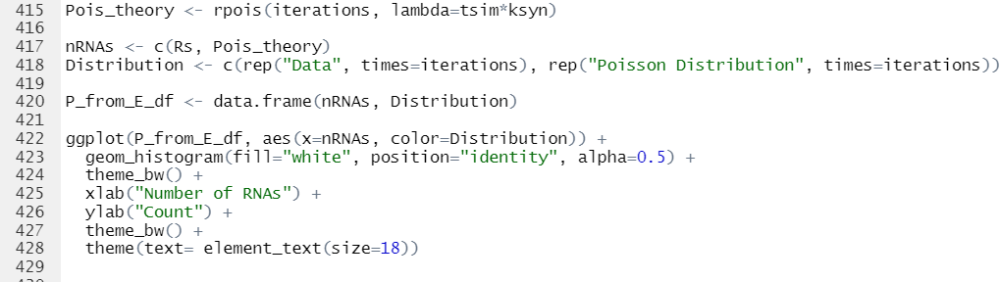 415 Pois_theory <- rpois(iterations, lambda=tsim*ksyn)
416
417 nRNAs <- c(Rs, Pois_theory)
418 Distribution <- c(rep("Data", times=iterations), rep("Poisson Distribution", times=iterations))
419
420 P_from_E_df <- data.frame(nRNAs, Distribution)
421
422 ggplot(P_from_E_df, aes(x=nRNAs, color=Distribution)) +
423   geom_histogram(fill="white", position="identity", alpha=0.5) +
424   theme_bw() +
425   xlab("Number of RNAs") +
426   ylab("Count") +
427   theme_bw() +
428   theme(text= element_text(size=18))
429